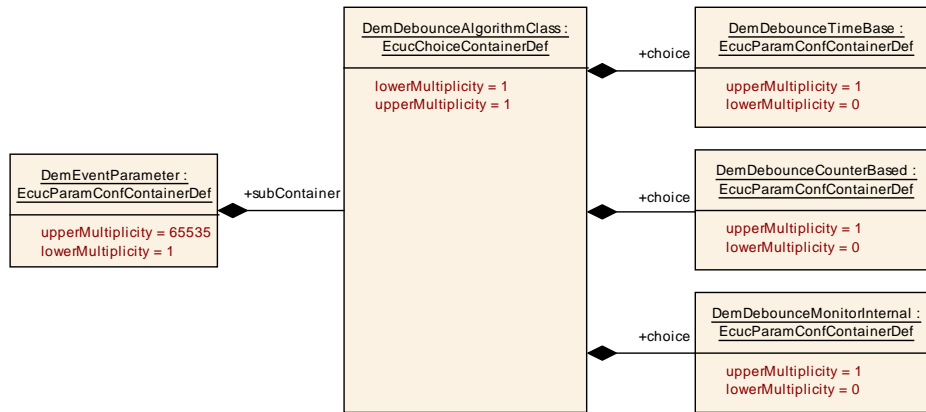 DemEventParameter :
EcucParamConfContainerDef
upperMultiplicity = 65535
lowerMultiplicity = 1
+subContainer
DemDebounceAlgorithmClass :
EcucChoiceContainerDef
lowerMultiplicity = 1
upperMultiplicity = 1
+choice
DemDebounceTimeBase :
EcucParamConfContainerDef
upperMultiplicity = 1
lowerMultiplicity = 0
+choice
DemDebounceCounterBased :
EcucParamConfContainerDef
upperMultiplicity = 1
lowerMultiplicity = 0
+choice
DemDebounceMonitorInternal :
EcucParamConfContainerDef
upperMultiplicity = 1
lowerMultiplicity = 0